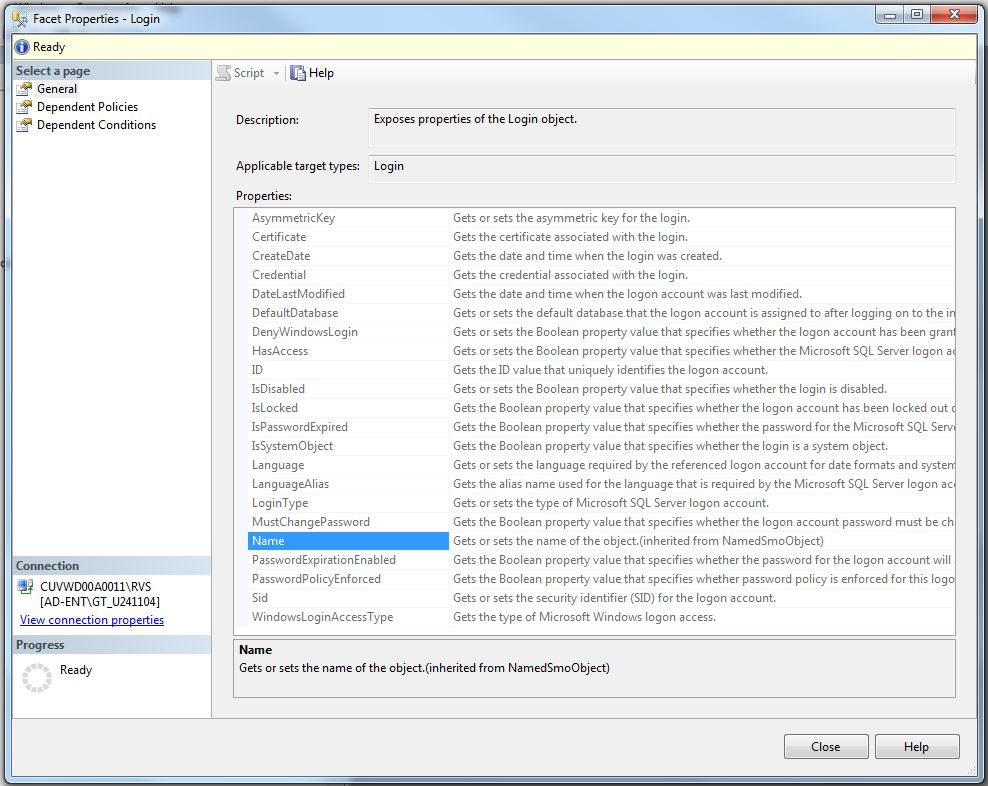 Facet Properties - Login
Ready
Select a page
General
Dependent Policies
Dependent Conditions
Script
Help
Description:
Exposes properties of the Login object.
Applicable target types:
Login
Properties:
AsymmetricKey Gets or sets the asymmetric key for the login.
Certificate Gets the certificate associated with the login.
CreateDate Gets the date and time when the login was created.
Credential Gets the credential associated with the login.
DateLastModified Gets the date and time when the logon account was last modified.
DefaultDatabase Gets or sets the default database that the logon account is assigned to after logging on to the in
DenyWindowsLogin Gets or sets the Boolean property value that specifies whether the logon account has been grant
HasAccess Gets or sets the Boolean property value that specifies whether the Microsoft SQL Server logon ac
ID Gets the ID value that uniquely identifies the logon account.
IsDisabled Gets or sets the Boolean property value that specifies whether the login is disabled.
IsLocked Gets the Boolean property value that specifies whether the logon account has been locked out o
IsPasswordExpired Gets the Boolean property value that specifies whether the password for the Microsoft SQL Serve
IsSystemObject Gets the Boolean property value that specifies whether the login is a system object.
Language Gets or sets the language required by the referenced logon account for date formats and system
LanguageAlias Gets the alias name used for the language that is required by the Microsoft SQL Server logon acc
LoginType Gets or sets the type of Microsoft SQL Server logon account.
MustChangePassword Gets the Boolean property value that specifies whether the logon account password must be ch
Name Gets or sets the name of the object.(inherited from NamedSmoObject)
PasswordExpirationEnabled Gets the Boolean property value that specifies whether the password for the logon account will
PasswordPolicyEnforced Gets the Boolean property value that specifies whether password policy is enforced for this logo
Sid Gets or sets the security identifier (SID) for the logon account.
WindowsLoginAccessType Gets the type of Microsoft Windows logon access.
Name
Gets or sets the name of the object.(inherited from NamedSmoObject)
Connection
CUVWD00A0011\RVS
[AD-ENT\GT_U241104]
View connection properties
Progress
Ready
Close
Help